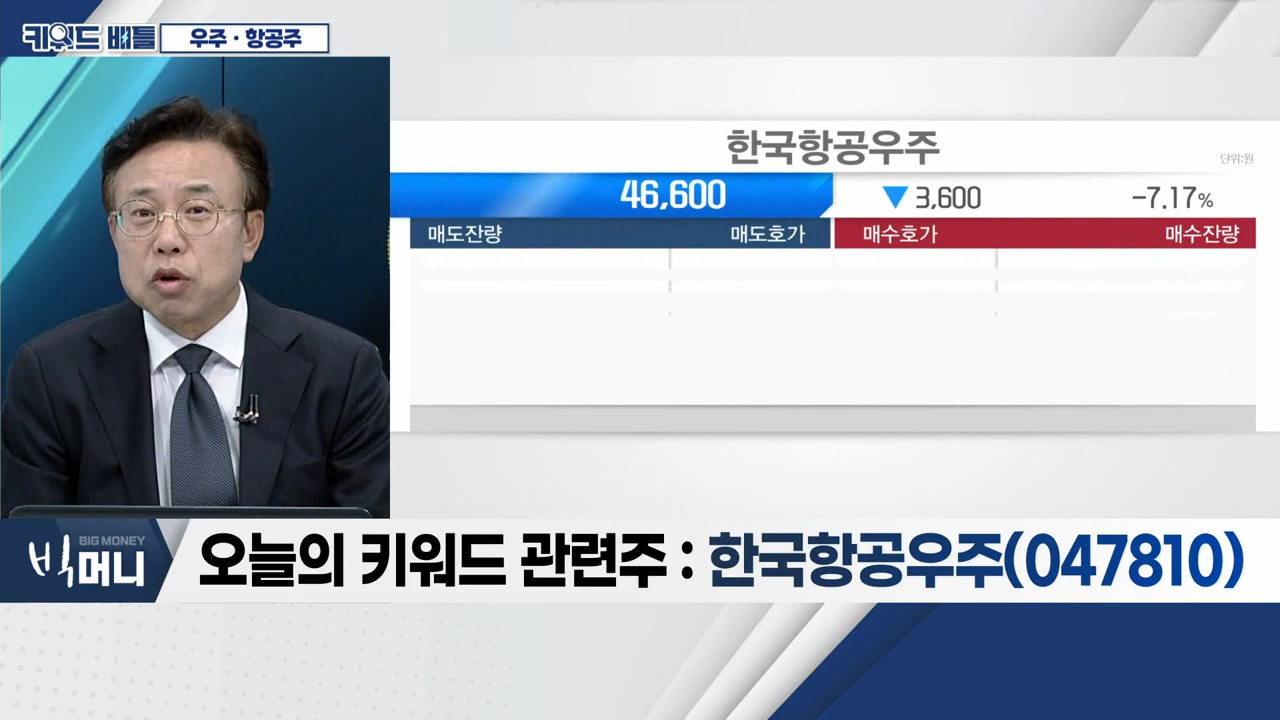 키워드 배틀 우주·항공주
한국항공우주
단위:원
46,600 ▼3,600 -7.17%
매도잔량 매도호가 매수호가 매수잔량
빅머니 BIG MONEY
오늘의 키워드 관련주 : 한국항공우주(047810)